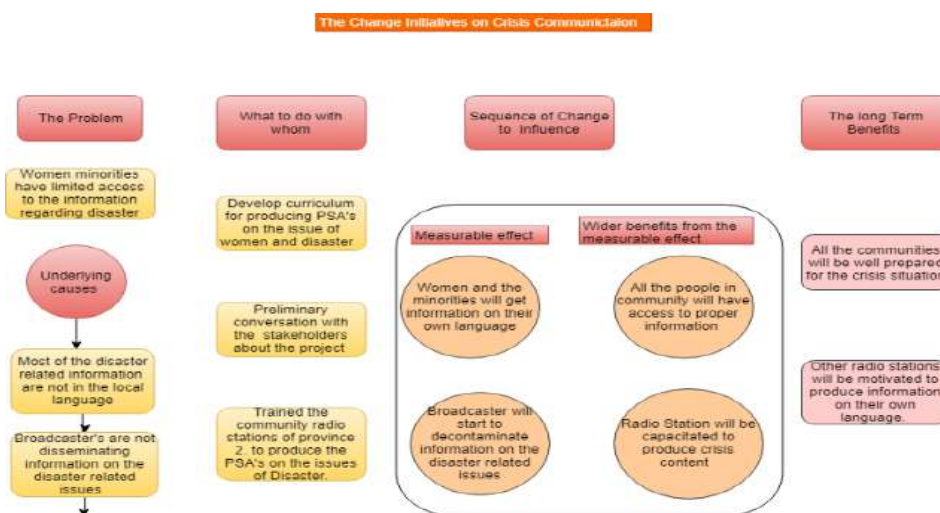 The Change Initiatives on Crisis Communictaion
The Problem
What to do with
whom
Sequence of Change
to Influence
The long Term
Benefits
Women minorities
have limited access
to the information
regarding disaster
Underlying
causes
Most of the disaster
related information
are not in the local
language
Broadcaster's are not
disseminating
information on the
disaster related
issues
Develop curriculum
for producing PSA's
on the issue of
women and disaster
Preliminary
conversation with
the stakeholders
about the project
Trained the
community radio
stations of province
2. to produce the
PSA's on the issues
of Disaster.
Measurable effect
Wider benefits from the
measurable effect
Women and the
minorities will get
information on their
own language
All the people in
community will have
access to proper
information
Broadcaster will
start to
decontaminate
information on the
disaster related
issues
Radio Station will be
capacitated to
produce crisis
content
All the communities
will be well prepared
for the crisis situation
Other radio stations
will be motivated to
produce information
on their own
language.